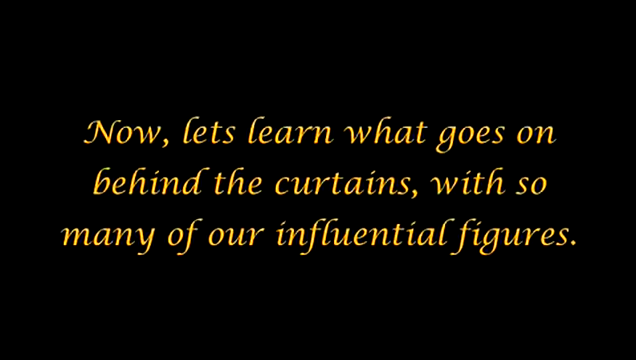 Now, lets learn what goes on
behind the curtains, with so
many of our influential figures.